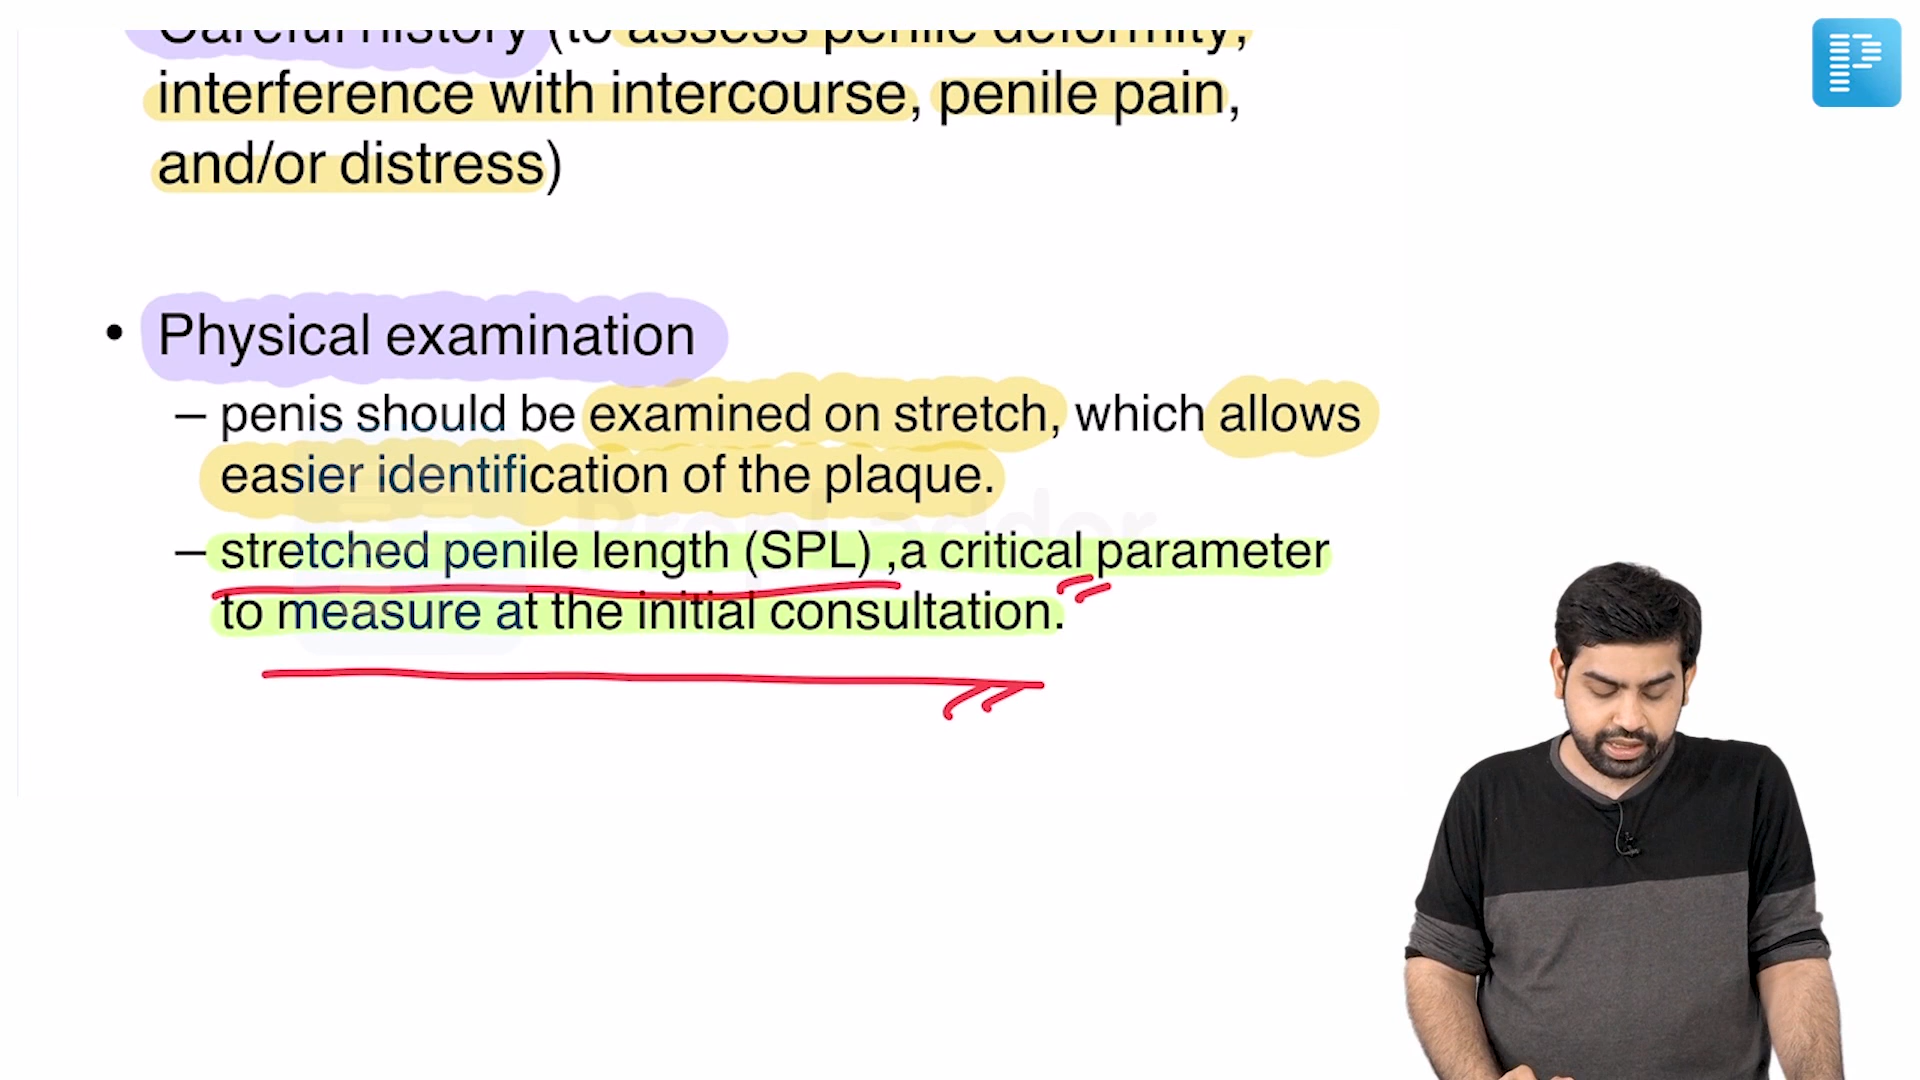 Careful history (to assess penile deformity,
interference with intercourse, penile pain,
and/or distress)
• Physical examination
– penis should be examined on stretch, which allows
easier identification of the plaque.
– stretched penile length (SPL) ,a critical parameter
to measure at the initial consultation.
PrepLadder